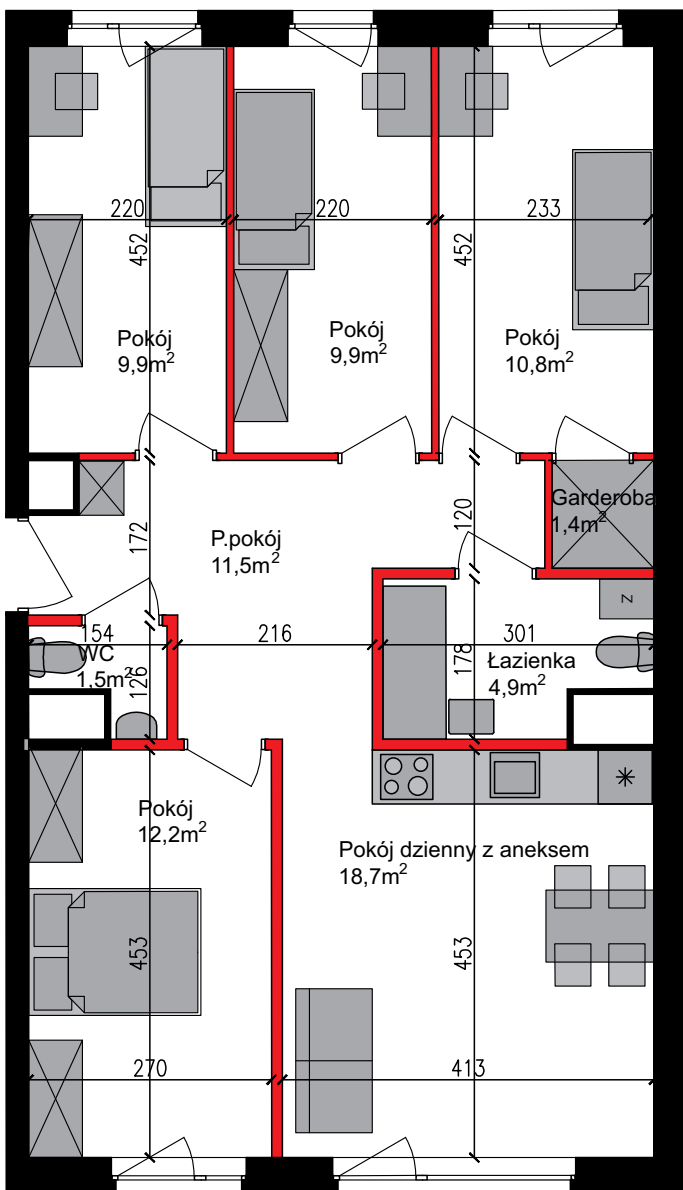 220
220
233
452
452
Pokój
9,9m²
Pokój
9,9m²
Pokój
10,8m²
Garderoba
1,4m²
172
120
P.pokój
11,5m²
Z
154
216
301
WC
1,5m²
126
178
Łazienka
4,9m²
Pokój
12,2m²
Pokój dzienny z aneksem
18,7m²
453
453
270
413